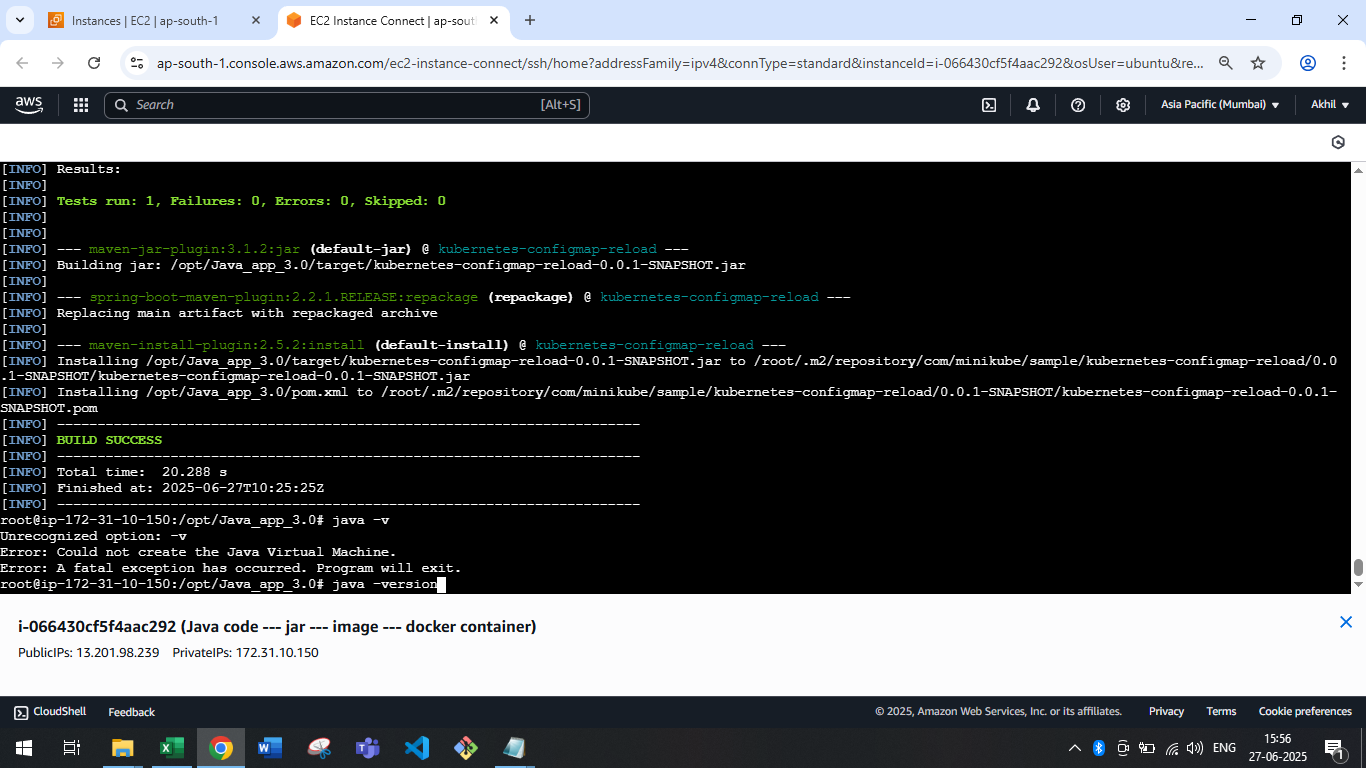 Instances | EC2 | ap-south-1
EC2 Instance Connect | ap-sout
ap-south-1.console.aws.amazon.com/ec2-instance-connect/ssh/home?addressFamily=ipv4&connType=standard&instanceId=i-066430cf5f4aac292&osUser=ubuntu&re...
aws Search [Alt+S] Asia Pacific (Mumbai) Akhil
[INFO] Results:
[INFO]
[INFO] Tests run: 1, Failures: 0, Errors: 0, Skipped: 0
[INFO]
[INFO]
[INFO] --- maven-jar-plugin:3.1.2:jar (default-jar) @ kubernetes-configmap-reload ---
[INFO] Building jar: /opt/Java_app_3.0/target/kubernetes-configmap-reload-0.0.1-SNAPSHOT.jar
[INFO]
[INFO] --- spring-boot-maven-plugin:2.2.1.RELEASE:repackage (repackage) @ kubernetes-configmap-reload ---
[INFO] Replacing main artifact with repackaged archive
[INFO]
[INFO] --- maven-install-plugin:2.5.2:install (default-install) @ kubernetes-configmap-reload ---
[INFO] Installing /opt/Java_app_3.0/target/kubernetes-configmap-reload-0.0.1-SNAPSHOT.jar to /root/.m2/repository/com/minikube/sample/kubernetes-configmap-reload/0.0.
1-SNAPSHOT/kubernetes-configmap-reload-0.0.1-SNAPSHOT.jar
[INFO] Installing /opt/Java_app_3.0/pom.xml to /root/.m2/repository/com/minikube/sample/kubernetes-configmap-reload/0.0.1-SNAPSHOT/kubernetes-configmap-reload-0.0.1-
SNAPSHOT.pom
[INFO] ------------------------------------------------------------------------
[INFO] BUILD SUCCESS
[INFO] ------------------------------------------------------------------------
[INFO] Total time:  20.288 s
[INFO] Finished at: 2025-06-27T10:25:25Z
[INFO] ------------------------------------------------------------------------
root@ip-172-31-10-150:/opt/Java_app_3.0# java -v
Unrecognized option: -v
Error: Could not create the Java Virtual Machine.
Error: A fatal exception has occurred. Program will exit.
root@ip-172-31-10-150:/opt/Java_app_3.0# java -version
i-066430cf5f4aac292 (Java code --- jar --- image --- docker container)
PublicIPs: 13.201.98.239 PrivateIPs: 172.31.10.150
CloudShell Feedback © 2025, Amazon Web Services, Inc. or its affiliates. Privacy Terms Cookie preferences
ENG 15:56
27-06-2025
1